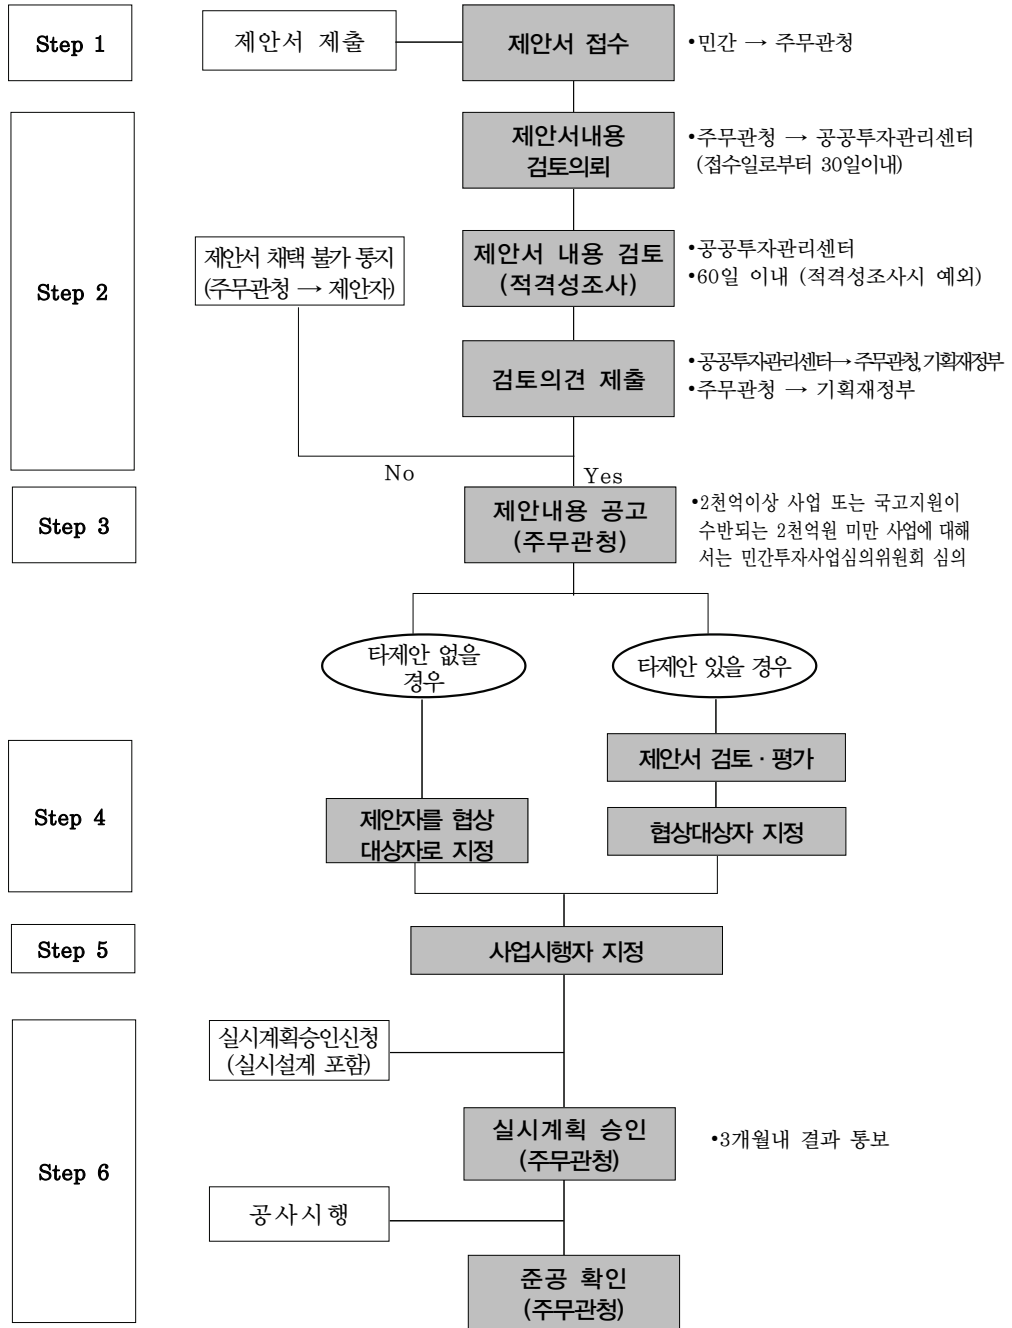 Step 1
제안서 제출
제안서 접수
•민간 → 주무관청
Step 2
제안서내용
검토의뢰
•주무관청 → 공공투자관리센터
(접수일로부터 30일이내)
제안서 채택 불가 통지
(주무관청 → 제안자)
제안서 내용 검토
(적격성조사)
•공공투자관리센터
•60일 이내 (적격성조사시 예외)
검토의견 제출
•공공투자관리센터→주무관청,기획재정부
•주무관청 → 기획재정부
No
Yes
Step 3
제안내용 공고
(주무관청)
•2천억이상 사업 또는 국고지원이
수반되는 2천억원 미만 사업에 대해
서는 민간투자사업심의위원회 심의
타제안 없을
경우
타제안 있을 경우
Step 4
제안서 검토 · 평가
제안자를 협상
대상자로 지정
협상대상자 지정
Step 5
사업시행자 지정
Step 6
실시계획승인신청
(실시설계 포함)
실시계획 승인
(주무관청)
•3개월내 결과 통보
공사시행
준공 확인
(주무관청)